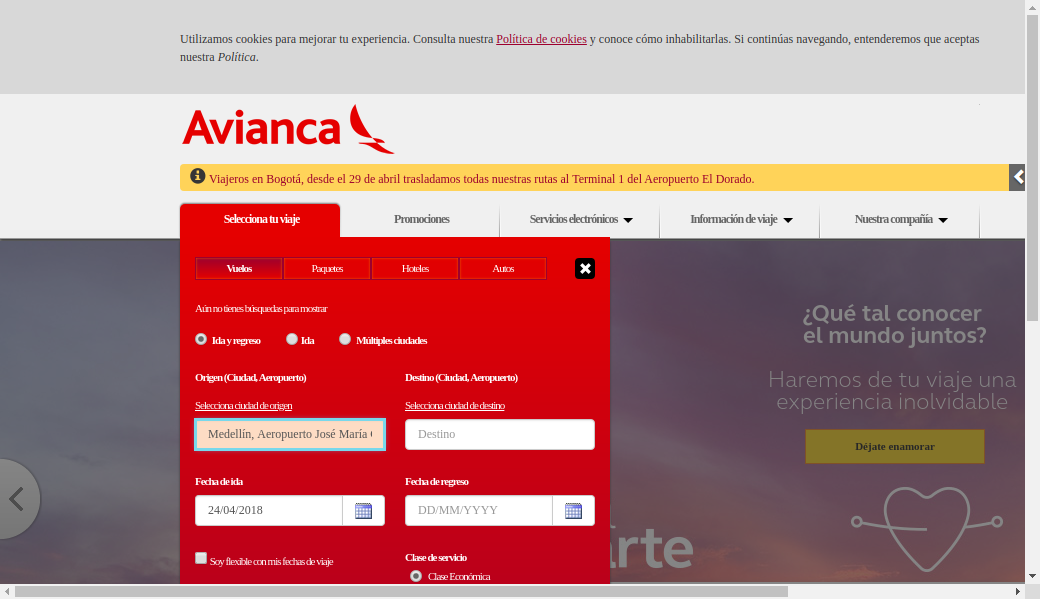 Utilizamos cookies para mejorar tu experiencia. Consulta nuestra Política de cookies y conoce cómo inhabilitarlas. Si continúas navegando, entenderemos que aceptas
nuestra Política.
Avianca
Viajeros en Bogotá, desde el 29 de abril trasladamos todas nuestras rutas al Terminal 1 del Aeropuerto El Dorado.
Selecciona tu viaje Promociones Servicios electrónicos Información de viaje Nuestra compañía
Vuelos Paquetes Hoteles Autos
Aún no tienes búsquedas para mostrar
Ida y regreso Ida Múltiples ciudades
Origen (Ciudad, Aeropuerto) Destino (Ciudad, Aeropuerto)
Selecciona ciudad de origen Selecciona ciudad de destino
Medellín, Aeropuerto José María Destino
Fecha de ida Fecha de regreso
24/04/2018 DD/MM/YYYY
Soy flexible con mis fechas de viaje Clase de servicio
Clase Económica
¿Qué tal conocer
el mundo juntos?
Haremos de tu viaje una
experiencia inolvidable
Déjate enamorar